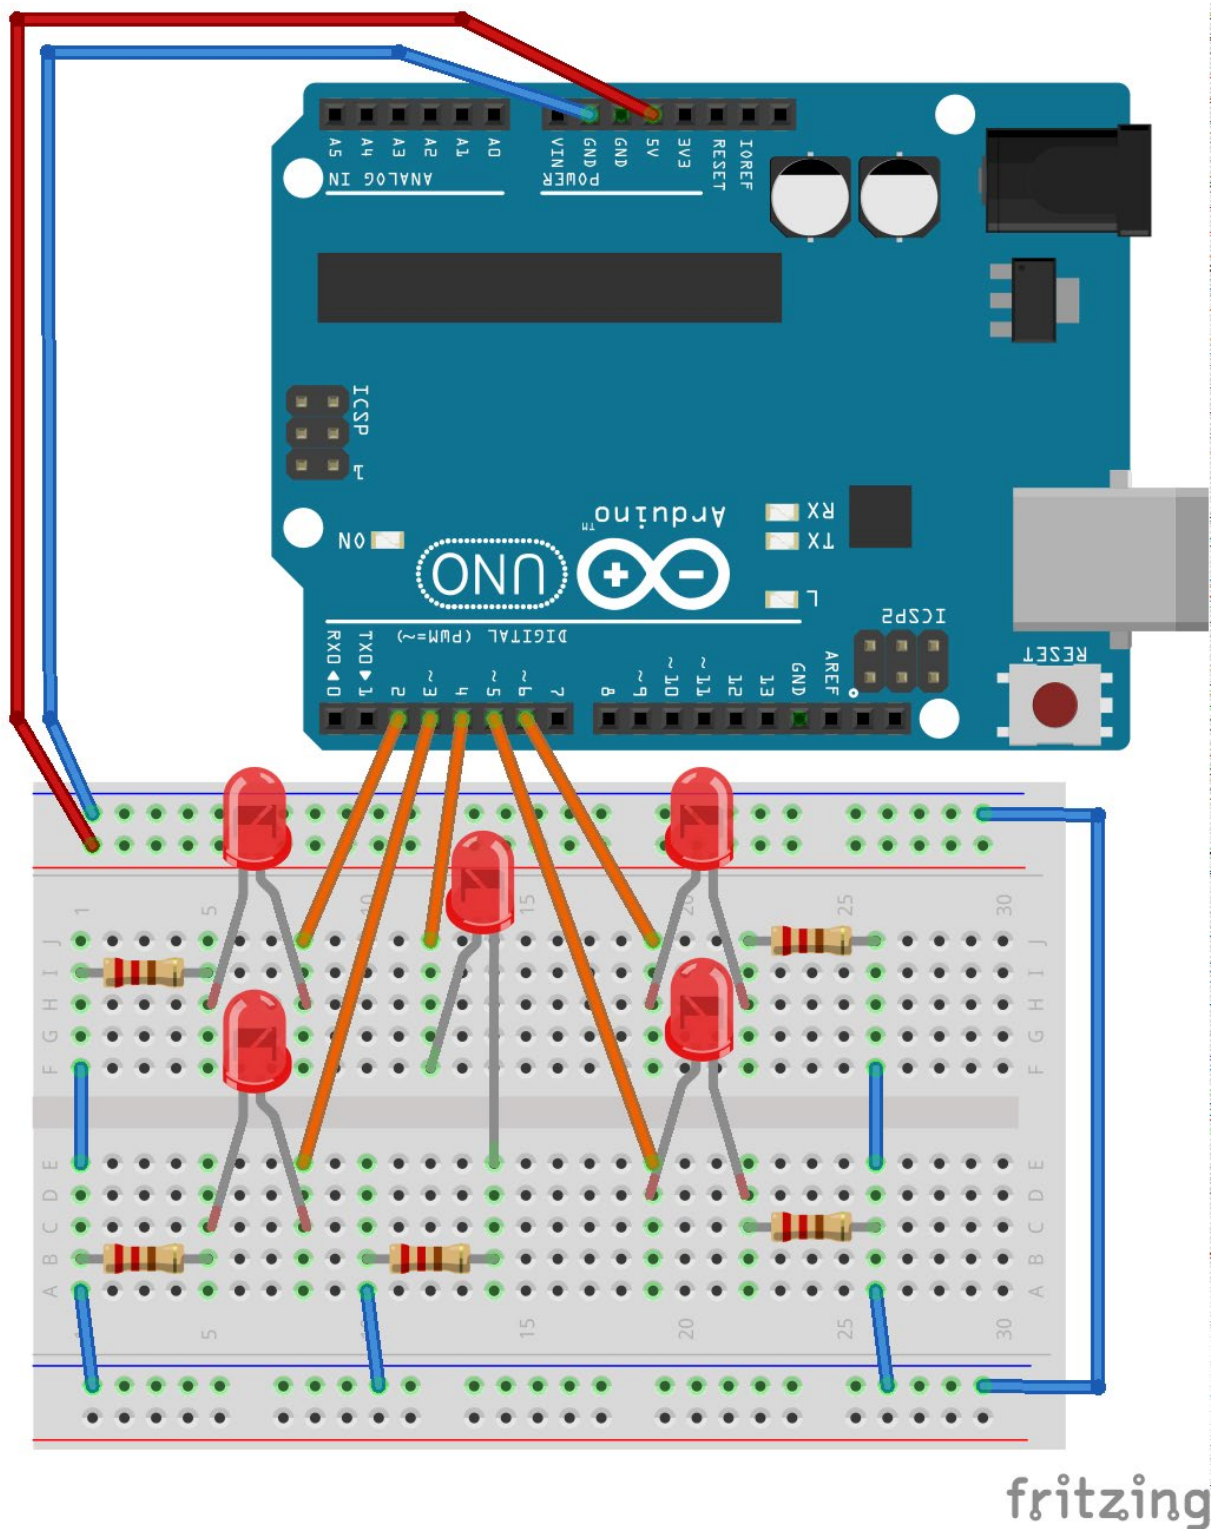 A5 A4 A3 A2 A1 A0
VIN GND GND 5V 3V3 RESET IOREF
ANALOG IN
POWER
ICSP
1
ON
Arduino™
UNO
RX
TX
L
ICSP2
RESET
DIGITAL (PWM=~)
RX0◄0 TX0►1 2 ~3 4 ~5 ~6 7 8 ~9 ~10 ~11 12 13 GND AREF
1 5 10 15 20 25 30
J J
I I
H H
G G
F F
E E
D D
C C
B B
A A
1 5 10 15 20 25 30
fritzing